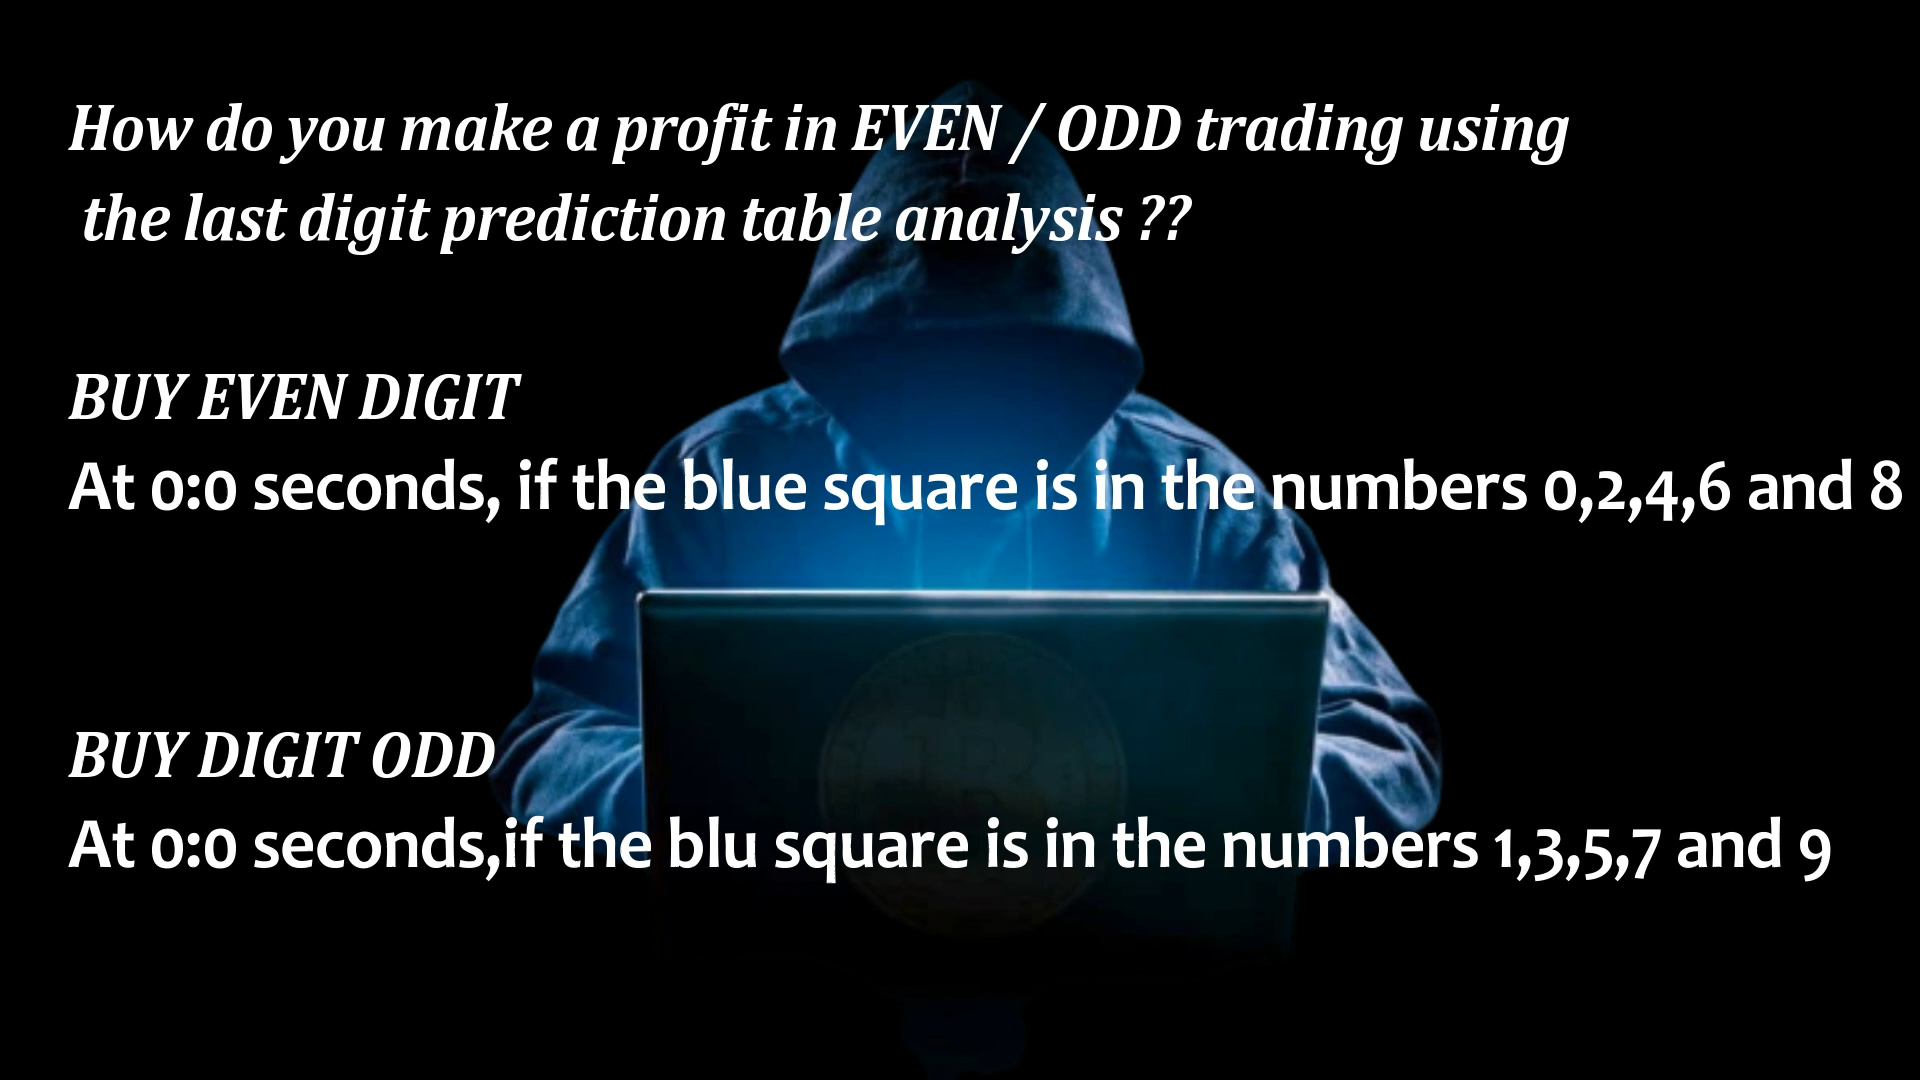 How do you make a profit in EVEN / ODD trading using
the last digit prediction table analysis ??
BUY EVEN DIGIT
At 0:0 seconds, if the blue square is in the numbers 0,2,4,6 and 8
BUY DIGIT ODD
At 0:0 seconds,if the blu square is in the numbers 1,3,5,7 and 9